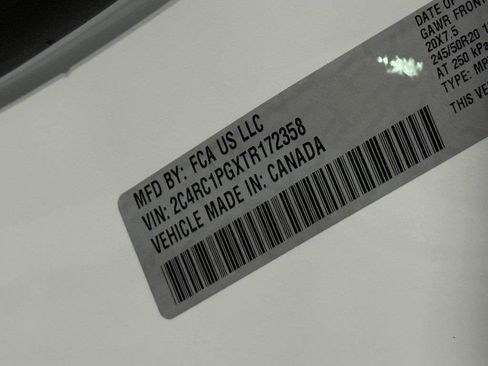 MFD BY: FCA US LLC
VIN: 2C4RC1PGXTR172358
VEHICLE MADE IN: CANADA
DATE OF
GAWR FRONT
20X7.5
245/50R20
AT 250 kPa
TYPE: MP
THIS VE